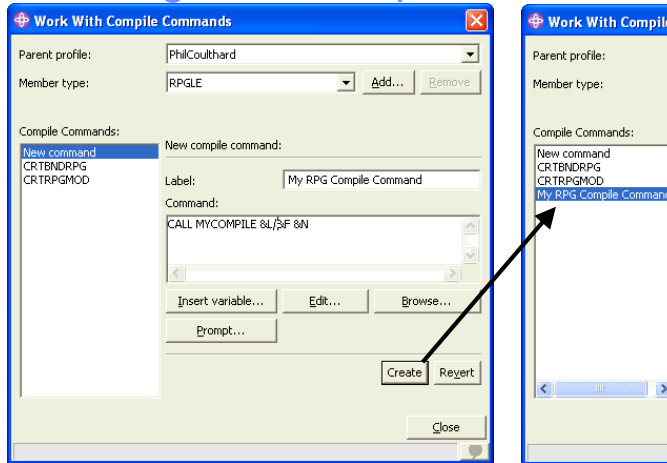 Work With Compile Commands
Parent profile:
PhilCoulthard
Member type:
RPGLE
Add...
Remove
Compile Commands:
New command
CRTBNDRPG
CRTRPGMOD
New compile command:
Label:
My RPG Compile Command
Command:
CALL MYCOMPILE &L/&F &N
Insert variable...
Edit...
Browse...
Prompt...
Create
Revert
Close
Work With Compile
Parent profile:
Member type:
Compile Commands:
New command
CRTBNDRPG
CRTRPGMOD
My RPG Compile Command